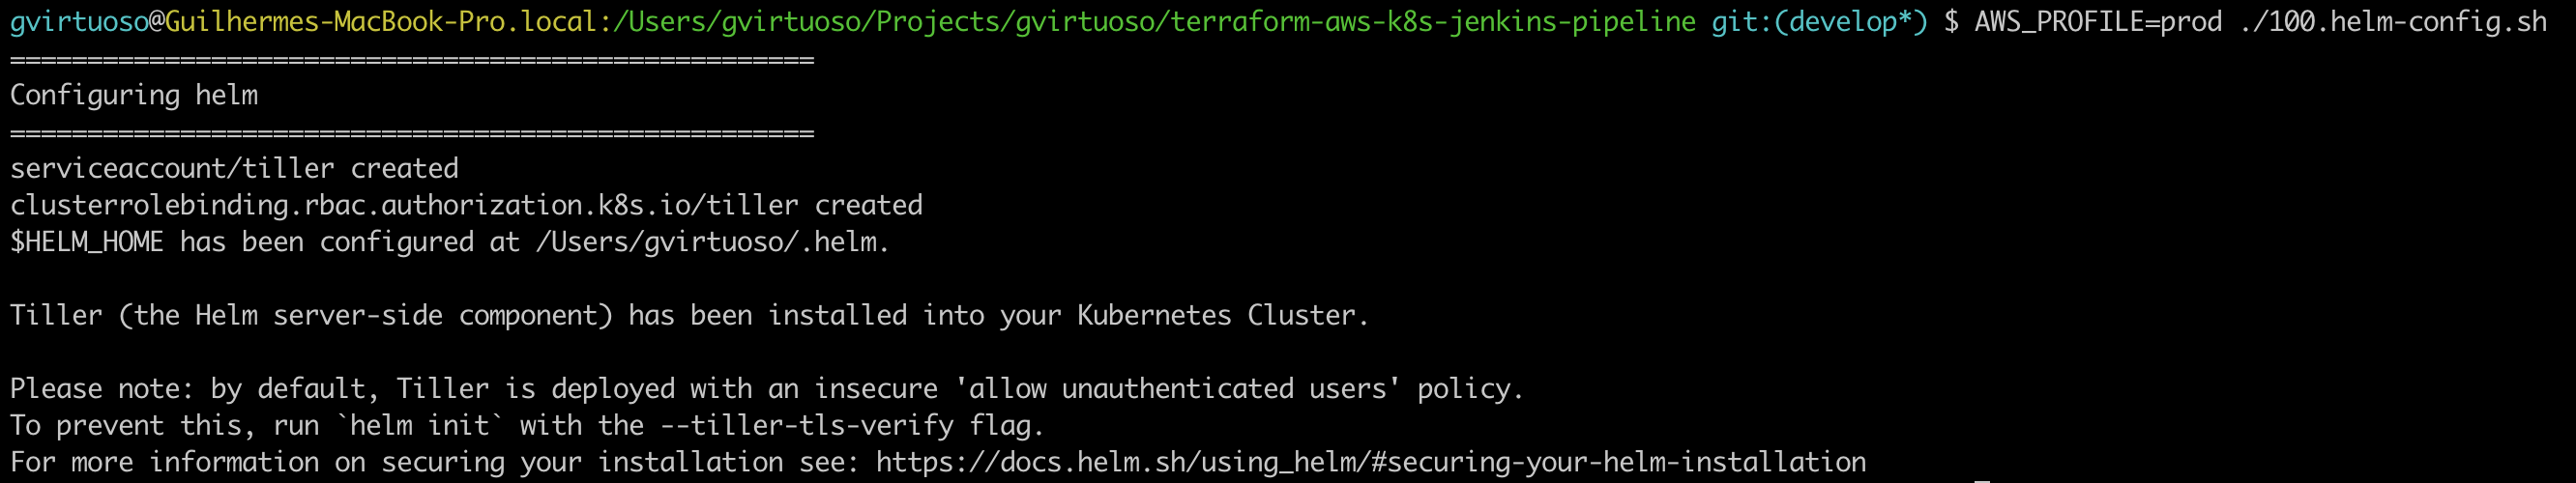 gvirtuoso@Guilhermes-MacBook-Pro.local:/Users/gvirtuoso/Projects/gvirtuoso/terraform-aws-k8s-jenkins-pipeline git:(develop*) $ AWS_PROFILE=prod ./100.helm-config.sh
====================================================
Configuring helm
====================================================
serviceaccount/tiller created
clusterrolebinding.rbac.authorization.k8s.io/tiller created
$HELM_HOME has been configured at /Users/gvirtuoso/.helm.
Tiller (the Helm server-side component) has been installed into your Kubernetes Cluster.
Please note: by default, Tiller is deployed with an insecure 'allow unauthenticated users' policy.
To prevent this, run `helm init` with the --tiller-tls-verify flag.
For more information on securing your installation see: https://docs.helm.sh/using_helm/#securing-your-helm-installation